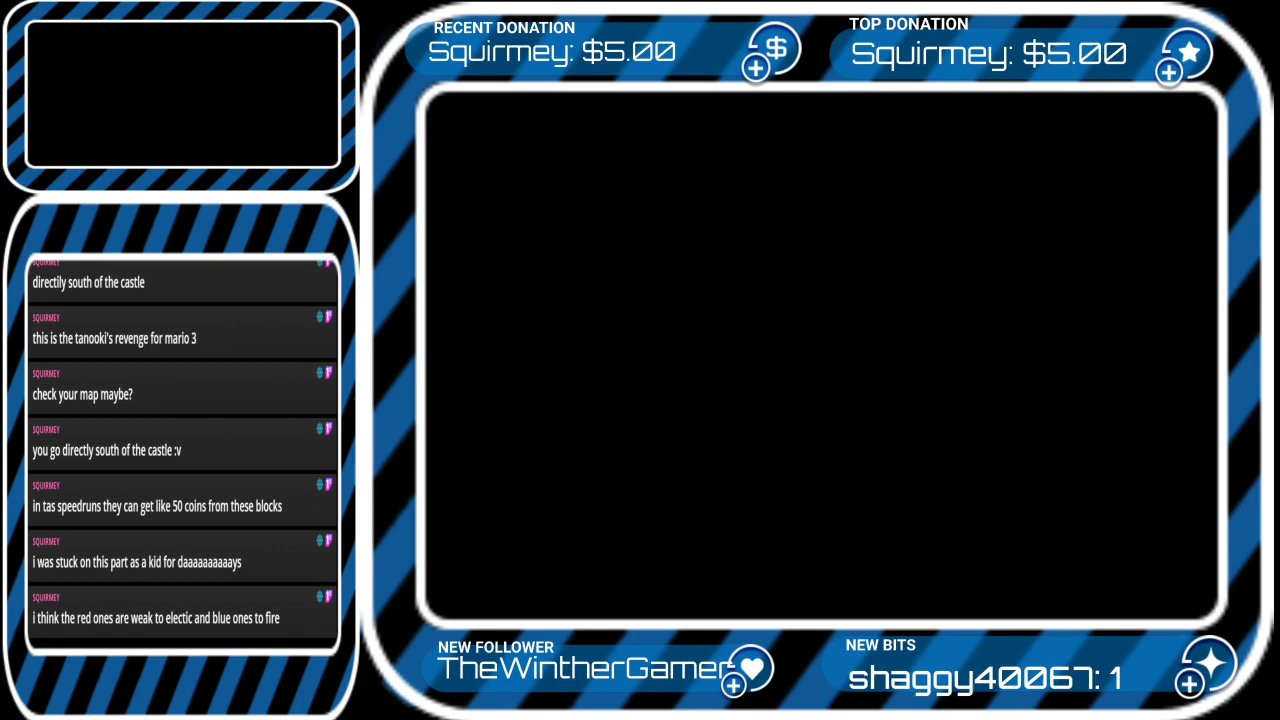 RECENT DONATION
Squirmey: $5.00
TOP DONATION
Squirmey: $5.00
SQUIRMEY
directily south of the castle
SQUIRMEY
this is the tanooki's revenge for mario 3
SQUIRMEY
check your map maybe?
SQUIRMEY
you go directly south of the castle :v
SQUIRMEY
in tas speedruns they can get like 50 coins from these blocks
SQUIRMEY
i was stuck on this part as a kid for daaaaaaaaaays
SQUIRMEY
i think the red ones are weak to electic and blue ones to fire
NEW FOLLOWER
TheWintherGamer
NEW BITS
shaggy40067: 1